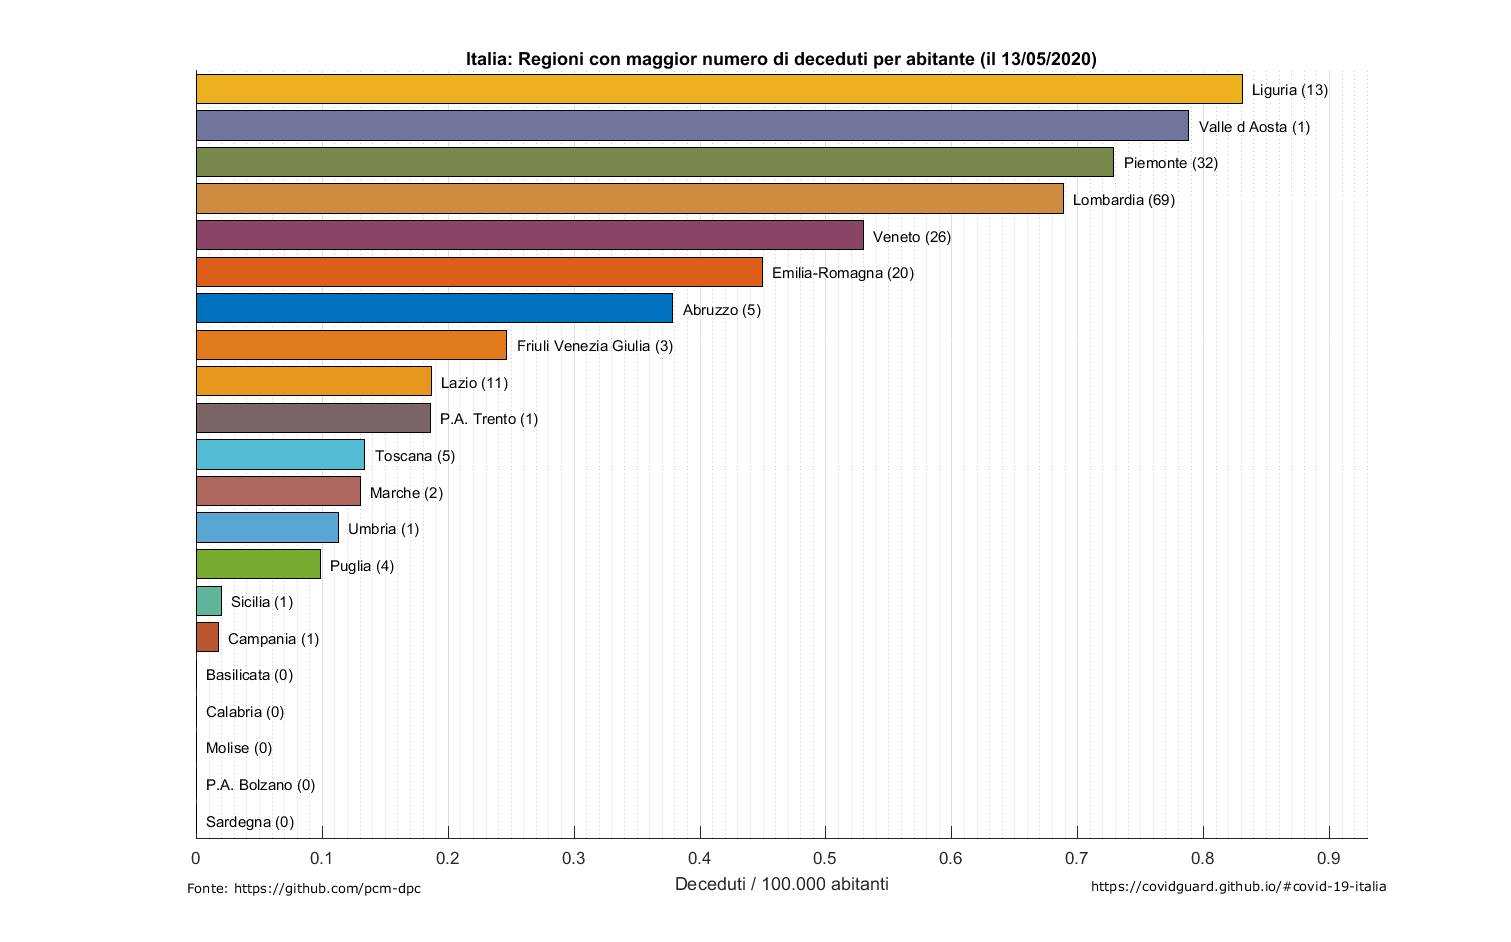 Italia: Regioni con maggior numero di deceduti per abitante (il 13/05/2020)
Liguria (13)
Valle d Aosta (1)
Piemonte (32)
Lombardia (69)
Veneto (26)
Emilia-Romagna (20)
Abruzzo (5)
Friuli Venezia Giulia (3)
Lazio (11)
P.A. Trento (1)
Toscana (5)
Marche (2)
Umbria (1)
Puglia (4)
Sicilia (1)
Campania (1)
Basilicata (0)
Calabria (0)
Molise (0)
P.A. Bolzano (0)
Sardegna (0)
0 0.1 0.2 0.3 0.4 0.5 0.6 0.7 0.8 0.9
Deceduti / 100.000 abitanti
Fonte: https://github.com/pcm-dpc
https://covidguard.github.io/#covid-19-italia